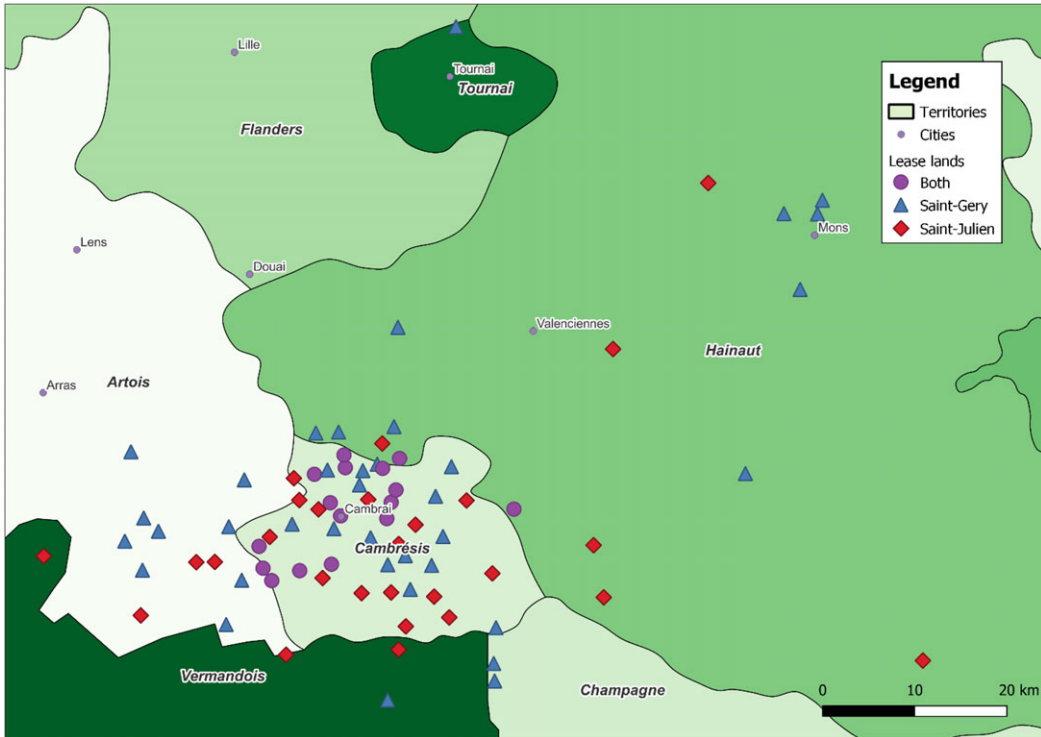 Lille
Tournai
Tournai
Flanders
Legend
Territories
Cities
Lease lands
Both
Saint-Gery
Saint-Julien
Mons
Lens
Douai
Valenciennes
Hainaut
Artois
Arras
Cambrai
Cambrésis
Vermandois
Champagne
0 10 20 km